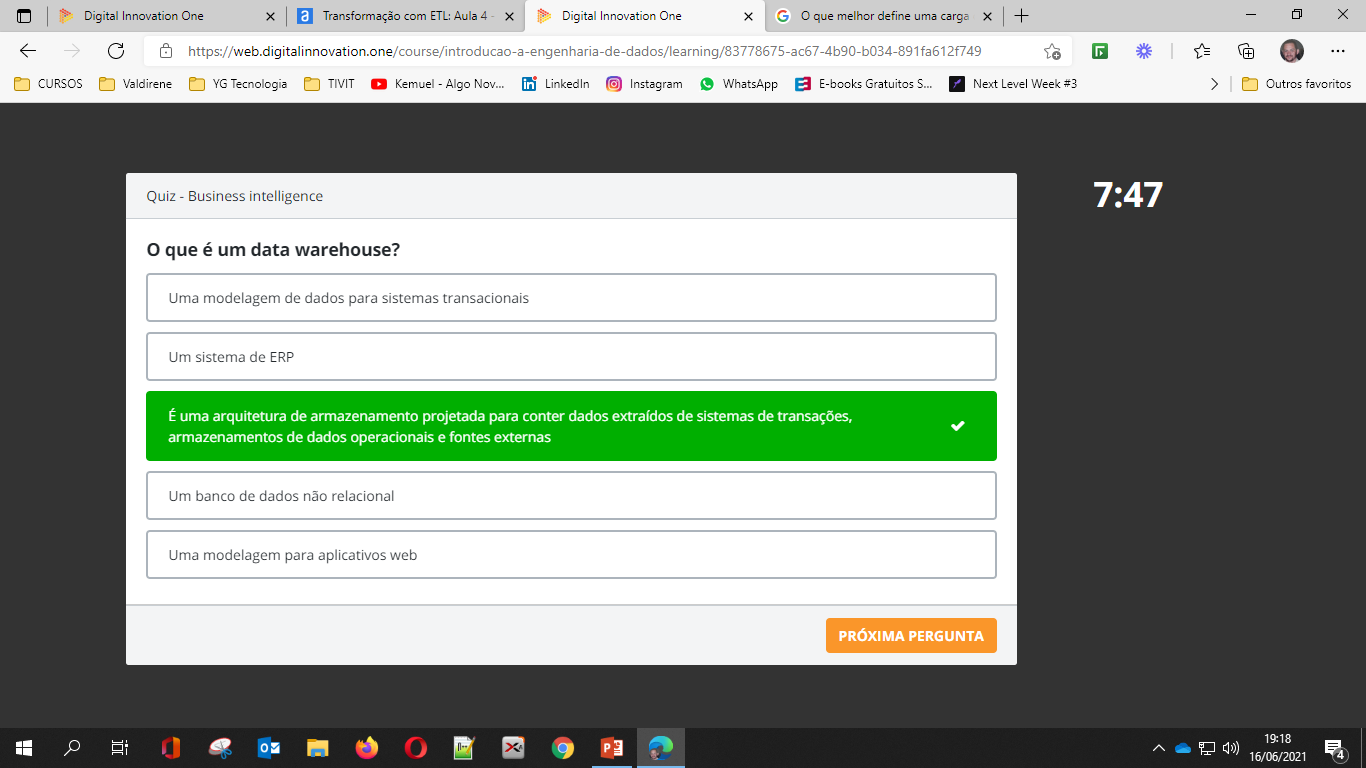 Digital Innovation One
Transformação com ETL: Aula 4 -
Digital Innovation One
O que melhor define uma carga
https://web.digitalinnovation.one/course/introducao-a-engenharia-de-dados/learning/83778675-ac67-4b90-b034-891fa612f749
CURSOS
Valdirene
YG Tecnologia
TIVIT
Kemuel - Algo Nov...
LinkedIn
Instagram
WhatsApp
E-books Gratuitos S...
Next Level Week #3
Outros favoritos
Quiz - Business intelligence
7:47
O que é um data warehouse?
Uma modelagem de dados para sistemas transacionais
Um sistema de ERP
É uma arquitetura de armazenamento projetada para conter dados extraídos de sistemas de transações,
armazenamentos de dados operacionais e fontes externas
Um banco de dados não relacional
Uma modelagem para aplicativos web
PRÓXIMA PERGUNTA
19:18
16/06/2021
4